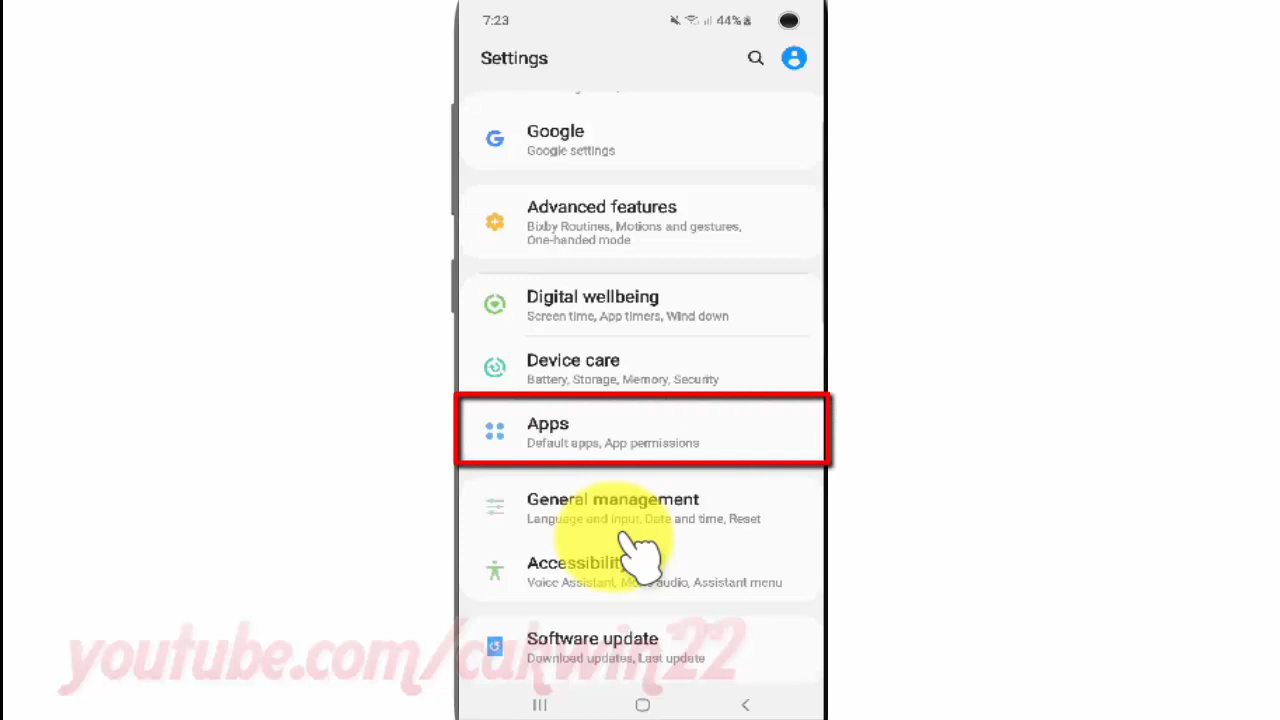 7:23
44%
Settings
Google
Google settings
Advanced features
Bixby Routines, Motions and gestures,
One-handed mode
Digital wellbeing
Screen time, App timers, Wind down
Device care
Battery, Storage, Memory, Security
Apps
Default apps, App permissions
General management
Language and input, Date and time, Reset
Accessibility
Voice Assistant, audio, Assistant menu
Software update
Download updates, Last update
youtube.com/cakwin22